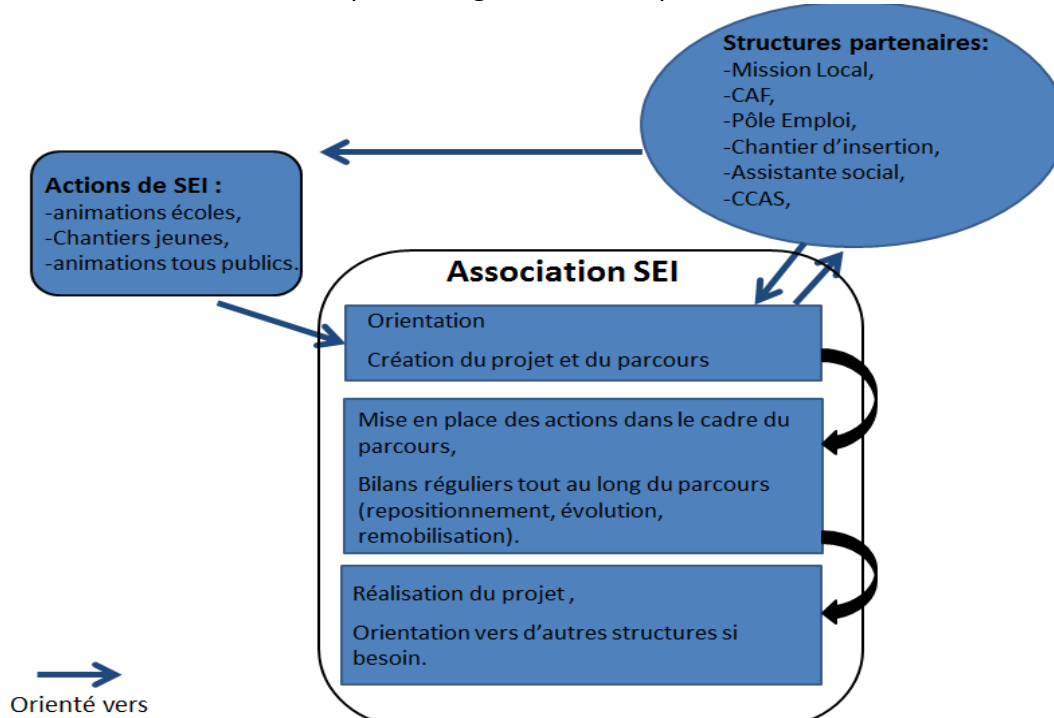 Structures partenaires:
-Mission Local,
-CAF,
-Pôle Emploi,
-Chantier d'insertion,
-Assistante social,
-CCAS,
Actions de SEI :
-animations écoles,
-Chantiers jeunes,
-animations tous publics.
Association SEI
Orientation
Création du projet et du parcours
Mise en place des actions dans le cadre du
parcours,
Bilans réguliers tout au long du parcours
(repositionnement, évolution,
remobilisation).
Réalisation du projet ,
Orientation vers d'autres structures si
besoin.
Orienté vers